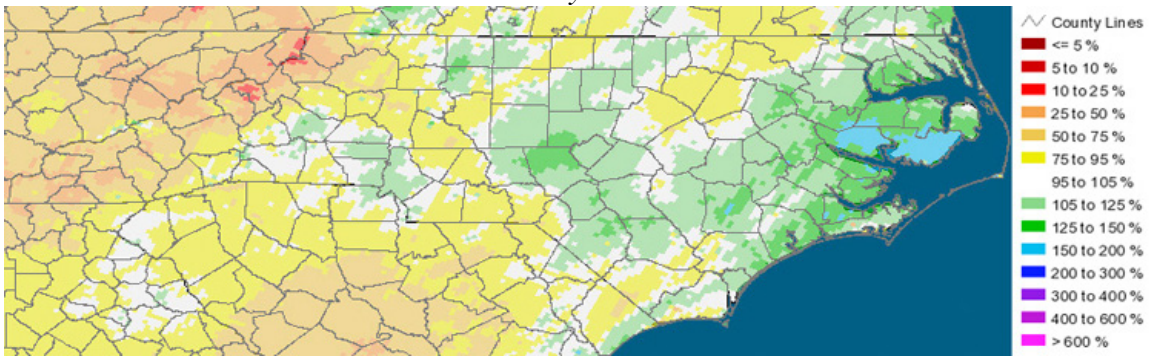 County Lines
<= 5 %
5 to 10 %
10 to 25 %
25 to 50 %
50 to 75 %
75 to 95 %
95 to 105 %
105 to 125 %
125 to 150 %
150 to 200 %
200 to 300 %
300 to 400 %
400 to 600 %
> 600 %